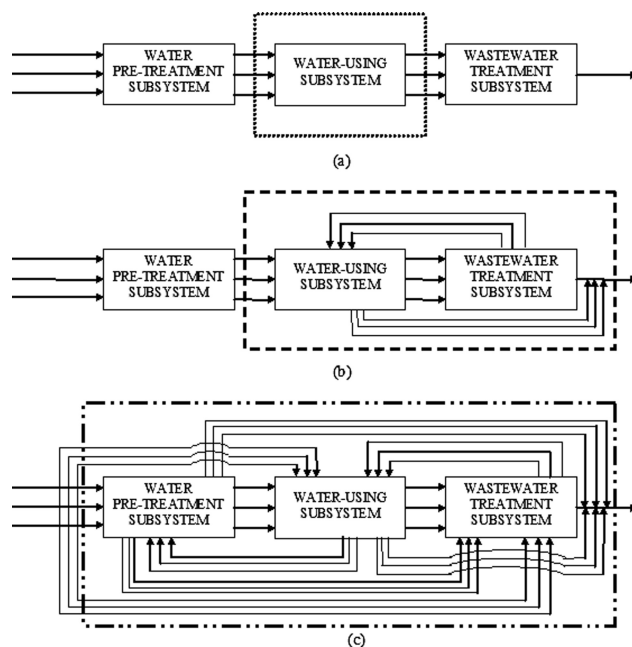 WATER
PRE-TREATMENT
SUBSYSTEM
WATER-USING
SUBSYSTEM
WASTEWATER
TREATMENT
SUBSYSTEM
(a)
WATER
PRE-TREATMENT
SUBSYSTEM
WATER-USING
SUBSYSTEM
WASTEWATER
TREATMENT
SUBSYSTEM
(b)
WATER
PRE-TREATMENT
SUBSYSTEM
WATER-USING
SUBSYSTEM
WASTEWATER
TREATMENT
SUBSYSTEM
(c)